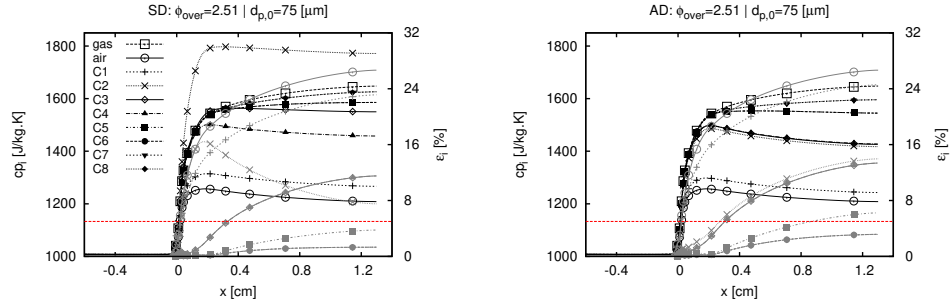 SD: ϕover=2.51 | dp,0=75 [μm]
cpi [J/kg.K]
1800
1600
1400
1200
1000
gas
air
C1
C2
C3
C4
C5
C6
C7
C8
32
24
16
8
0
εi [%]
-0.4 0 0.4 0.8 1.2
x [cm]
AD: ϕover=2.51 | dp,0=75 [μm]
cpi [J/kg.K]
1800
1600
1400
1200
1000
32
24
16
8
0
εi [%]
-0.4 0 0.4 0.8 1.2
x [cm]